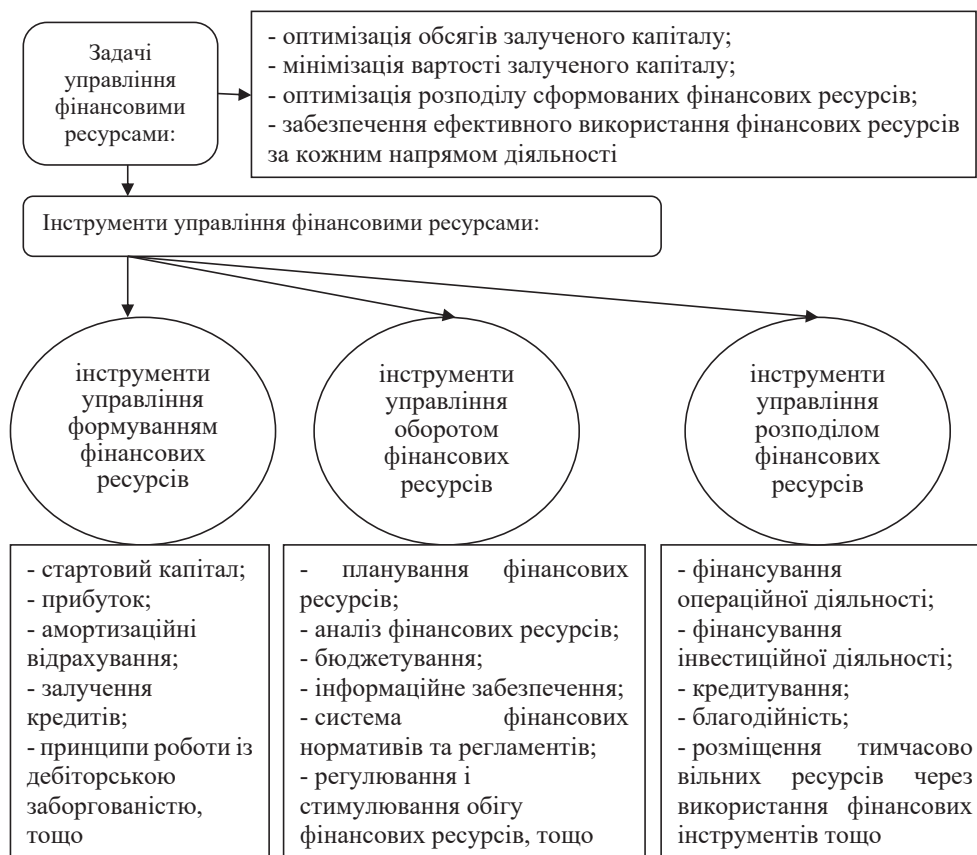 Задачі
управління
фінансовими
ресурсами:
- оптимізація обсягів залученого капіталу;
- мінімізація вартості залученого капіталу;
- оптимізація розподілу сформованих фінансових ресурсів;
- забезпечення ефективного використання фінансових ресурсів
за кожним напрямом діяльності
Інструменти управління фінансовими ресурсами:
інструменти
управління
формуванням
фінансових
ресурсів
інструменти
управління
оборотом
фінансових
ресурсів
інструменти
управління
розподілом
фінансових
ресурсів
- стартовий капітал;
- прибуток;
- амортизаційні
відрахування;
- залучення
кредитів;
- принципи роботи із
дебіторською
заборгованістю,
тощо
- планування фінансових
ресурсів;
- аналіз фінансових ресурсів;
- бюджетування;
- інформаційне забезпечення;
- система фінансових
нормативів та регламентів;
- регулювання і
стимулювання обігу
фінансових ресурсів, тощо
- фінансування
операційної діяльності;
- фінансування
інвестиційної діяльності;
- кредитування;
- благодійність;
- розміщення тимчасово
вільних ресурсів через
використання фінансових
інструментів тощо